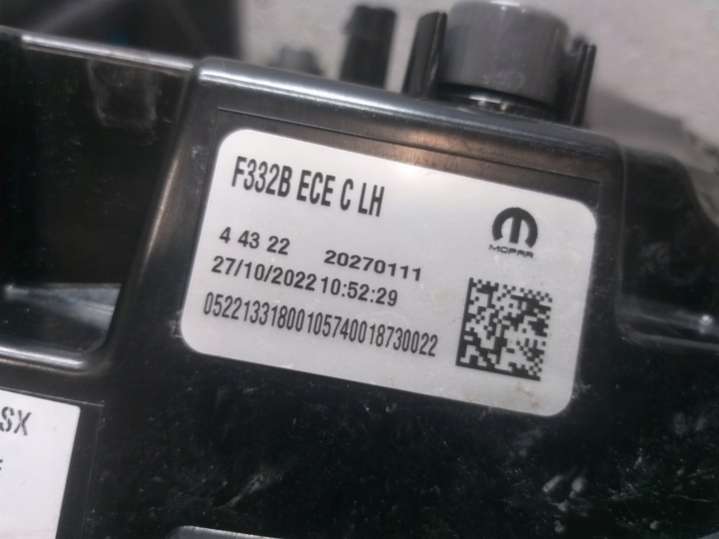 F332B ECE C LH
MOPAR
4 43 22 20270111
27/10/2022 10:52:29
05221331800105740018730022
SX